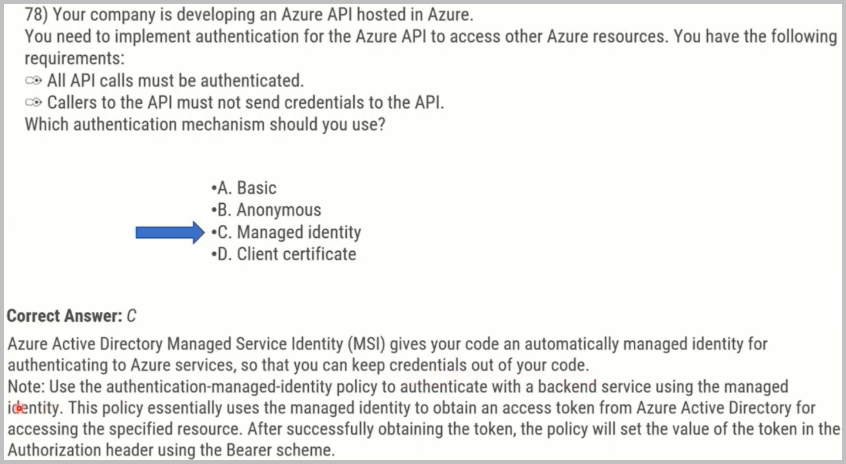 78) Your company is developing an Azure API hosted in Azure.
You need to implement authentication for the Azure API to access other Azure resources. You have the following
requirements:
All API calls must be authenticated.
Callers to the API must not send credentials to the API.
Which authentication mechanism should you use?
•A. Basic
•B. Anonymous
•C. Managed identity
•D. Client certificate
Correct Answer: C
Azure Active Directory Managed Service Identity (MSI) gives your code an automatically managed identity for
authenticating to Azure services, so that you can keep credentials out of your code.
Note: Use the authentication-managed-identity policy to authenticate with a backend service using the managed
identity. This policy essentially uses the managed identity to obtain an access token from Azure Active Directory for
accessing the specified resource. After successfully obtaining the token, the policy will set the value of the token in the
Authorization header using the Bearer scheme.